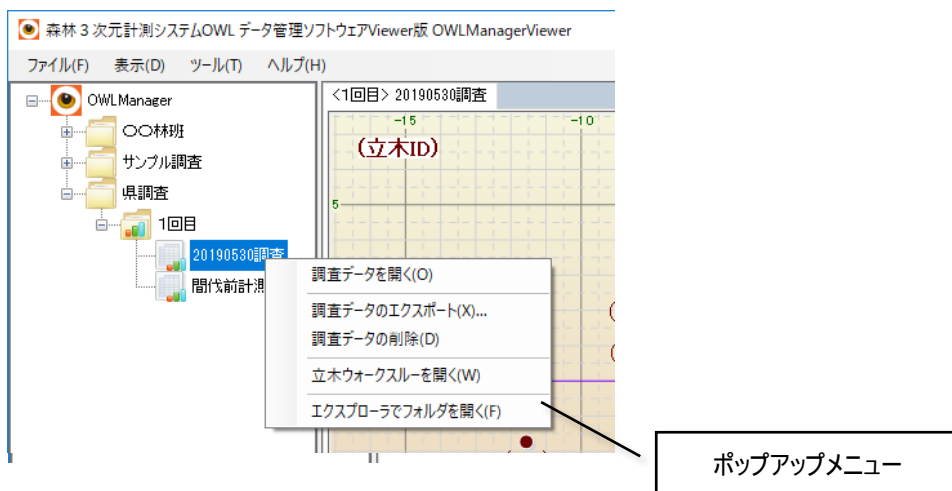 森林３次元計測システムOWL データ管理ソフトウェアViewer版 OWLManagerViewer
ファイル(F) 表示(D) ツール(T) ヘルプ(H)
OWLManager
〇〇林班
サンプル調査
県調査
1回目
20190530調査
間伐前計測
<1回目> 20190530調査
-15 -10
(立木ID)
5
調査データを開く(O)
調査データのエクスポート(X)...
調査データの削除(D)
立木ウォークスルーを開く(W)
エクスプローラでフォルダを開く(F)
ポップアップメニュー